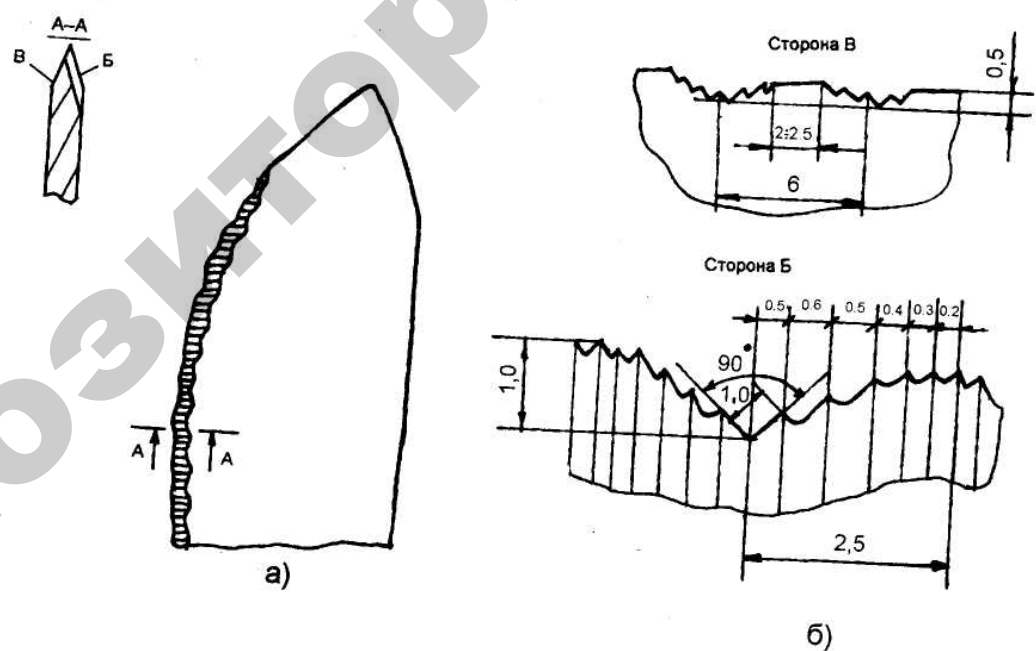 А–А
В
Б
А
А
а)
Сторона В
0,5
2÷2 5
6
Сторона Б
0.5
0.6
0.5
0.4
0.3
0.2
1,0
90°
1,0
2,5
б)
озитор